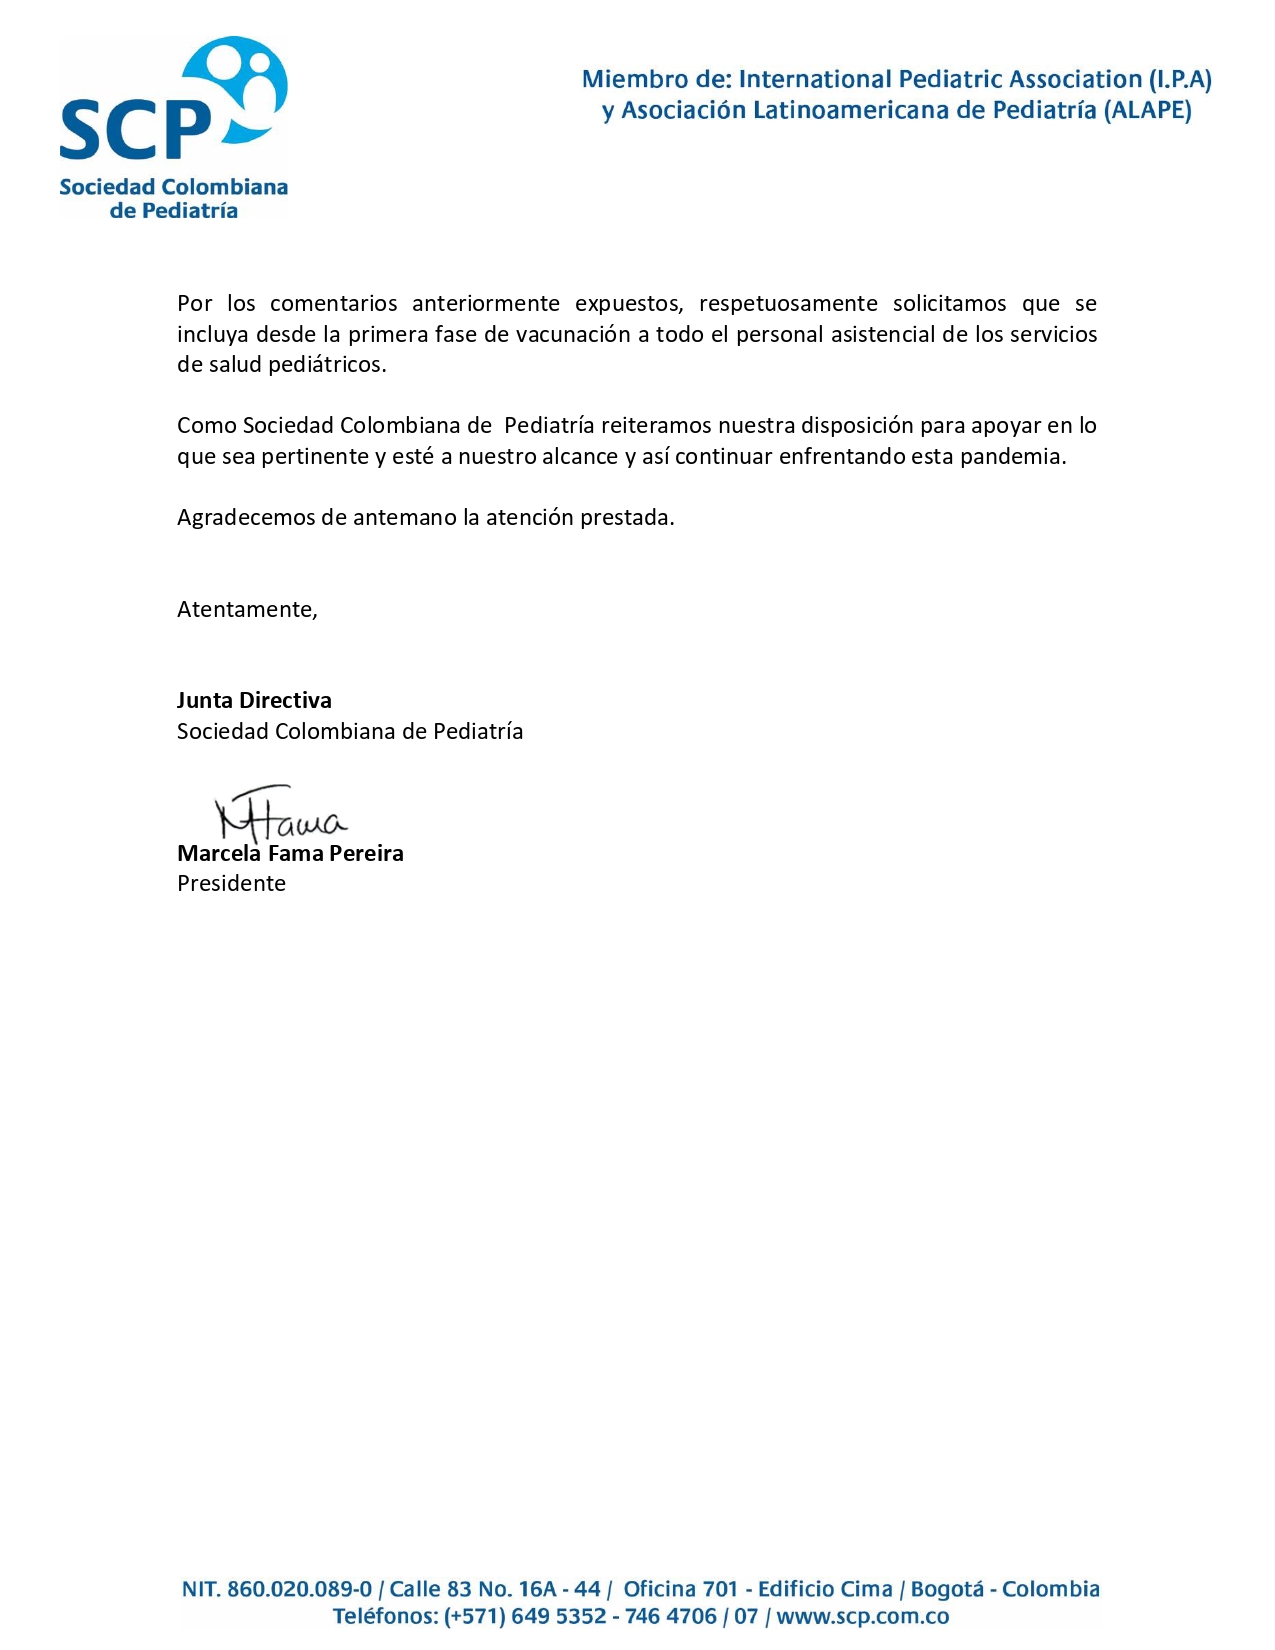 SCP
Sociedad Colombiana
de Pediatría
Miembro de: International Pediatric Association (I.P.A)
y Asociación Latinoamericana de Pediatría (ALAPE)
Por los comentarios anteriormente expuestos, respetuosamente solicitamos que se
incluya desde la primera fase de vacunación a todo el personal asistencial de los servicios
de salud pediátricos.
Como Sociedad Colombiana de  Pediatría reiteramos nuestra disposición para apoyar en lo
que sea pertinente y esté a nuestro alcance y así continuar enfrentando esta pandemia.
Agradecemos de antemano la atención prestada.
Atentamente,
Junta Directiva
Sociedad Colombiana de Pediatría
MFama
Marcela Fama Pereira
Presidente
NIT. 860.020.089-0 / Calle 83 No. 16A - 44 /  Oficina 701 - Edificio Cima / Bogotá - Colombia
Teléfonos: (+571) 649 5352 - 746 4706 / 07 / www.scp.com.co